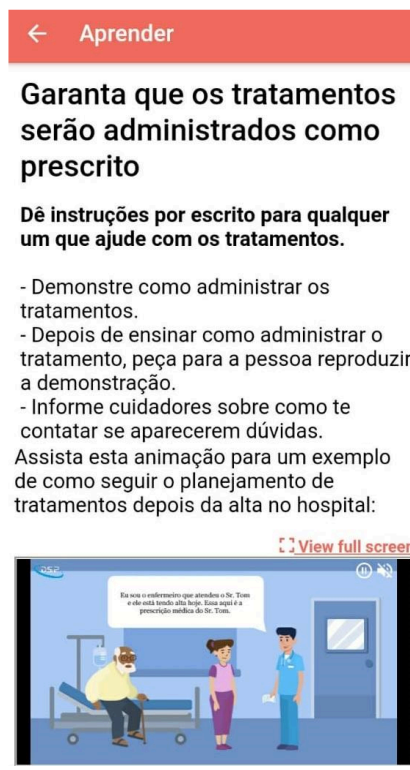 Aprender
Garanta que os tratamentos
serão administrados como
prescrito
Dê instruções por escrito para qualquer
um que ajude com os tratamentos.
- Demonstre como administrar os
tratamentos.
- Depois de ensinar como administrar o
tratamento, peça para a pessoa reproduzir
a demonstração.
- Informe cuidadores sobre como te
contatar se aparecerem dúvidas.
Assista esta animação para um exemplo
de como seguir o planejamento de
tratamentos depois da alta no hospital:
View full screen
Eu sou o enfermeiro que atendeu o Sr. Tom
e ele está tendo alta hoje. Essa aqui é a
prescrição médica do Sr. Tom.